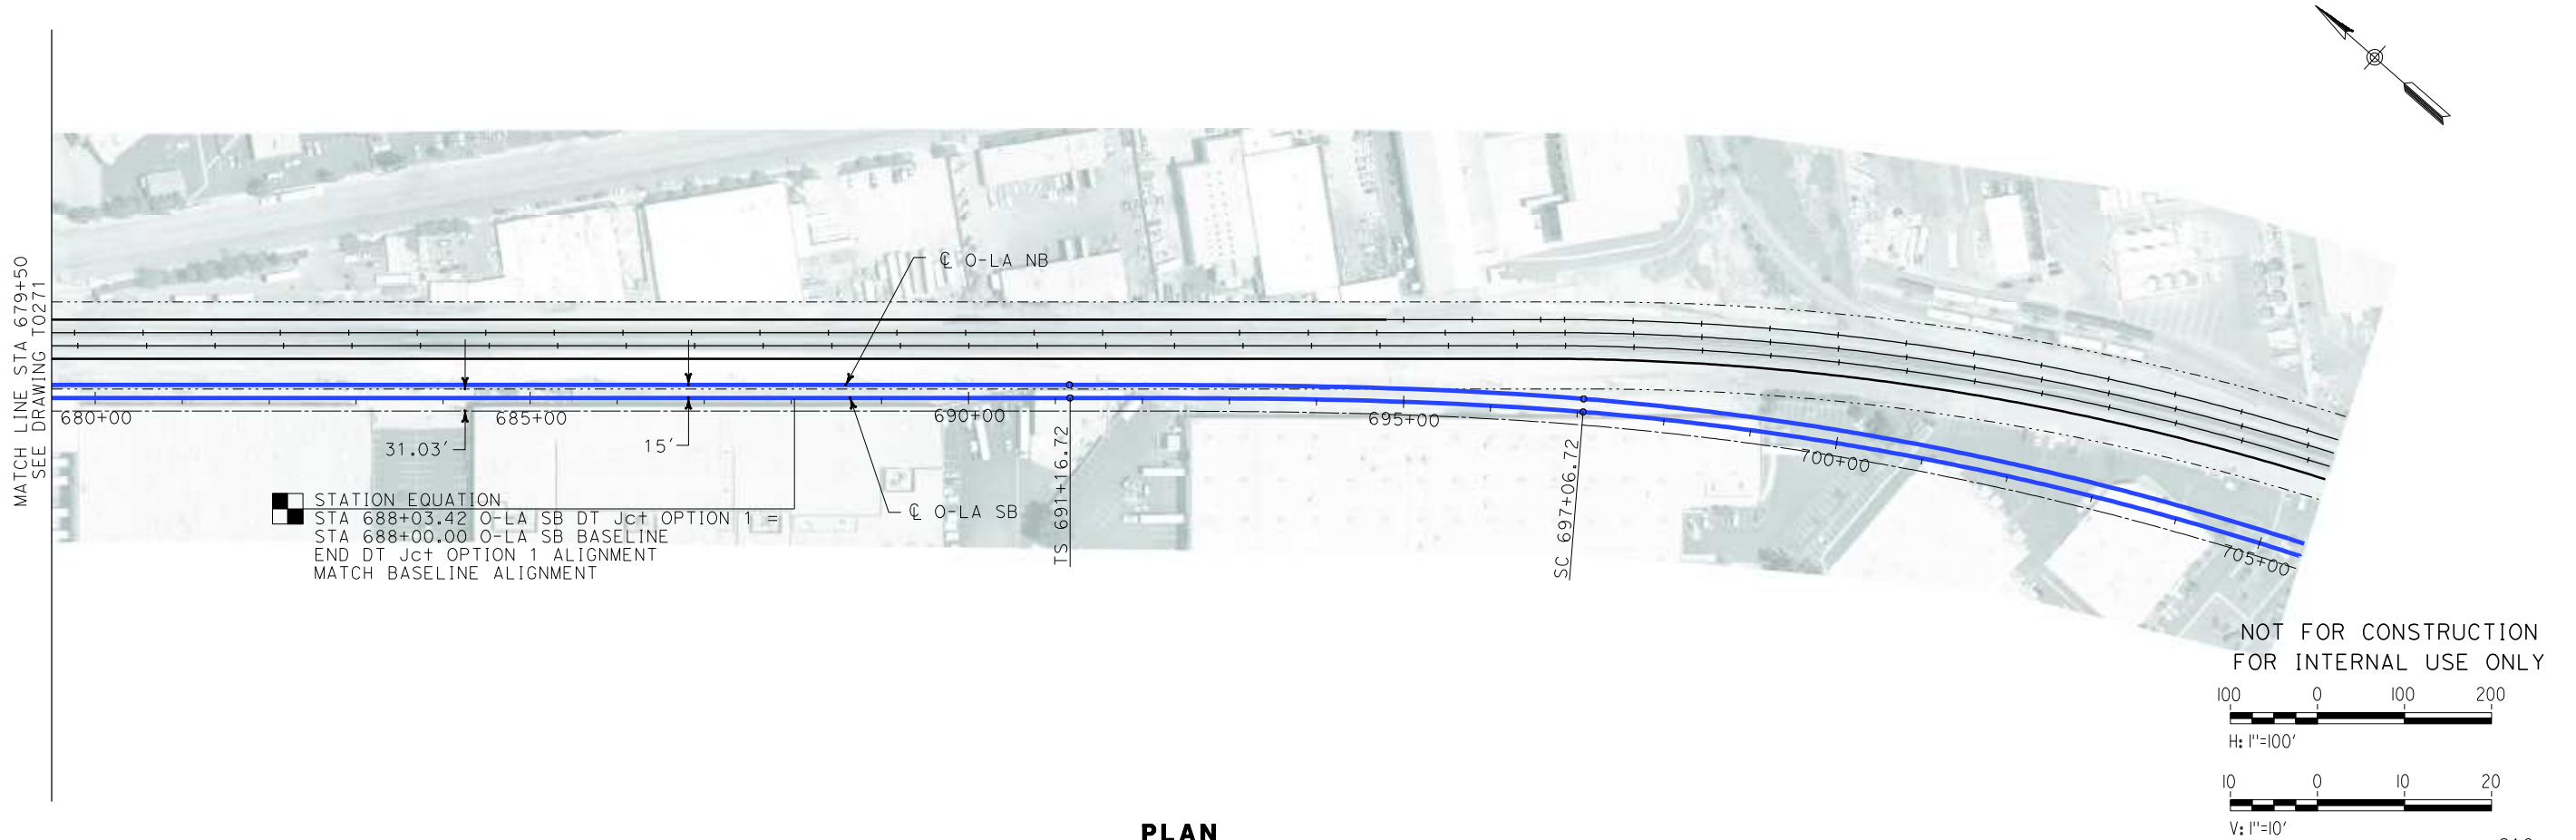 MATCH LINE STA 679+50
SEE DRAWING TO271
℄ O-LA NB
680+00
685+00
690+00
695+00
700+00
705+00
31.03′
15′
TS 691+16.72
SC 697+06.72
℄ O-LA SB
STATION EQUATION
STA 688+03.42 O-LA SB DT Jct OPTION 1 =
STA 688+00.00 O-LA SB BASELINE
END DT Jct OPTION 1 ALIGNMENT
MATCH BASELINE ALIGNMENT
NOT FOR CONSTRUCTION
FOR INTERNAL USE ONLY
100 0 100 200
H: 1"=100′
10 0 10 20
V: 1"=10′
PLAN